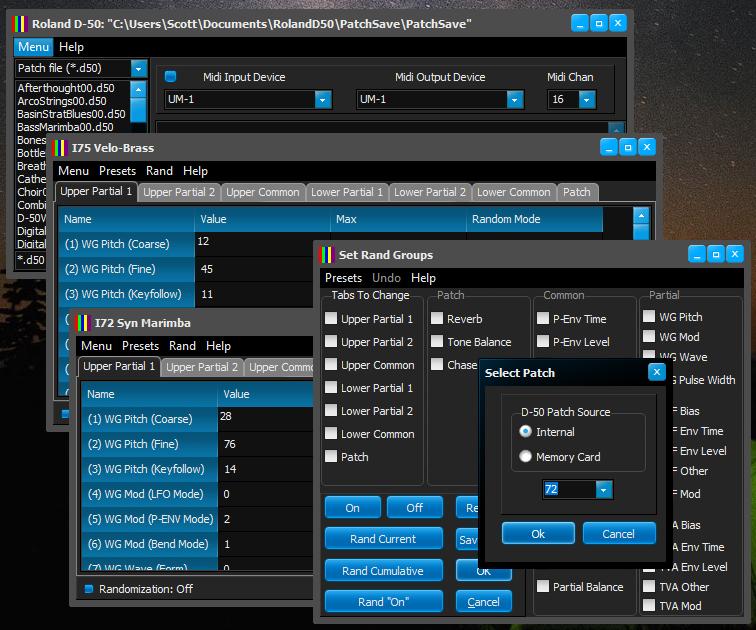 Roland D-50: "C:\Users\Scott\Documents\RolandD50\PatchSave\PatchSave"
Menu Help
Patch file (*.d50)
Midi Input Device Midi Output Device Midi Chan
UM-1 UM-1 16
Afterthought00.d50
ArcoStrings00.d50
BasinStratBlues00.d50
BassMarimba00.d50
Bones
Bottle
Breath
Cathe
Choir(
Combi
D-50V
Digital
Digital
*.d50
I75 Velo-Brass
Menu Presets Rand Help
Upper Partial 1 Upper Partial 2 Upper Common Lower Partial 1 Lower Partial 2 Lower Common Patch
Name Value Max Random Mode
(1) WG Pitch (Coarse) 12
(2) WG Pitch (Fine) 45
(3) WG Pitch (Keyfollow) 11
I72 Syn Marimba
Menu Presets Rand Help
Upper Partial 1 Upper Partial 2 Upper Commo
Name Value
(1) WG Pitch (Coarse) 28
(2) WG Pitch (Fine) 76
(3) WG Pitch (Keyfollow) 14
(4) WG Mod (LFO Mode) 0
(5) WG Mod (P-ENV Mode) 2
(6) WG Mod (Bend Mode) 1
(7) WG Wave (Form) 0
Randomization: Off
Set Rand Groups
Presets Undo Help
Tabs To Change
Upper Partial 1
Upper Partial 2
Upper Common
Lower Partial 1
Lower Partial 2
Lower Common
Patch
Patch
Reverb
Tone Balance
Chase
Common
P-Env Time
P-Env Level
Partial Balance
Partial
WG Pitch
WG Mod
WG Wave
WG Pulse Width
F Bias
F Env Time
F Env Level
F Other
F Mod
VA Bias
VA Env Time
TVA Env Level
TVA Other
TVA Mod
On Off Re
Rand Current Sav
Rand Cumulative OK
Rand "On" Cancel
Select Patch
D-50 Patch Source
Internal
Memory Card
72
Ok Cancel